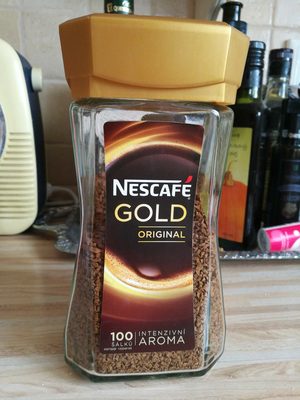 NESCAFÉ
GOLD
ORIGINAL
100 INTENZIVNÍ
ŠÁLKŮ AROMA